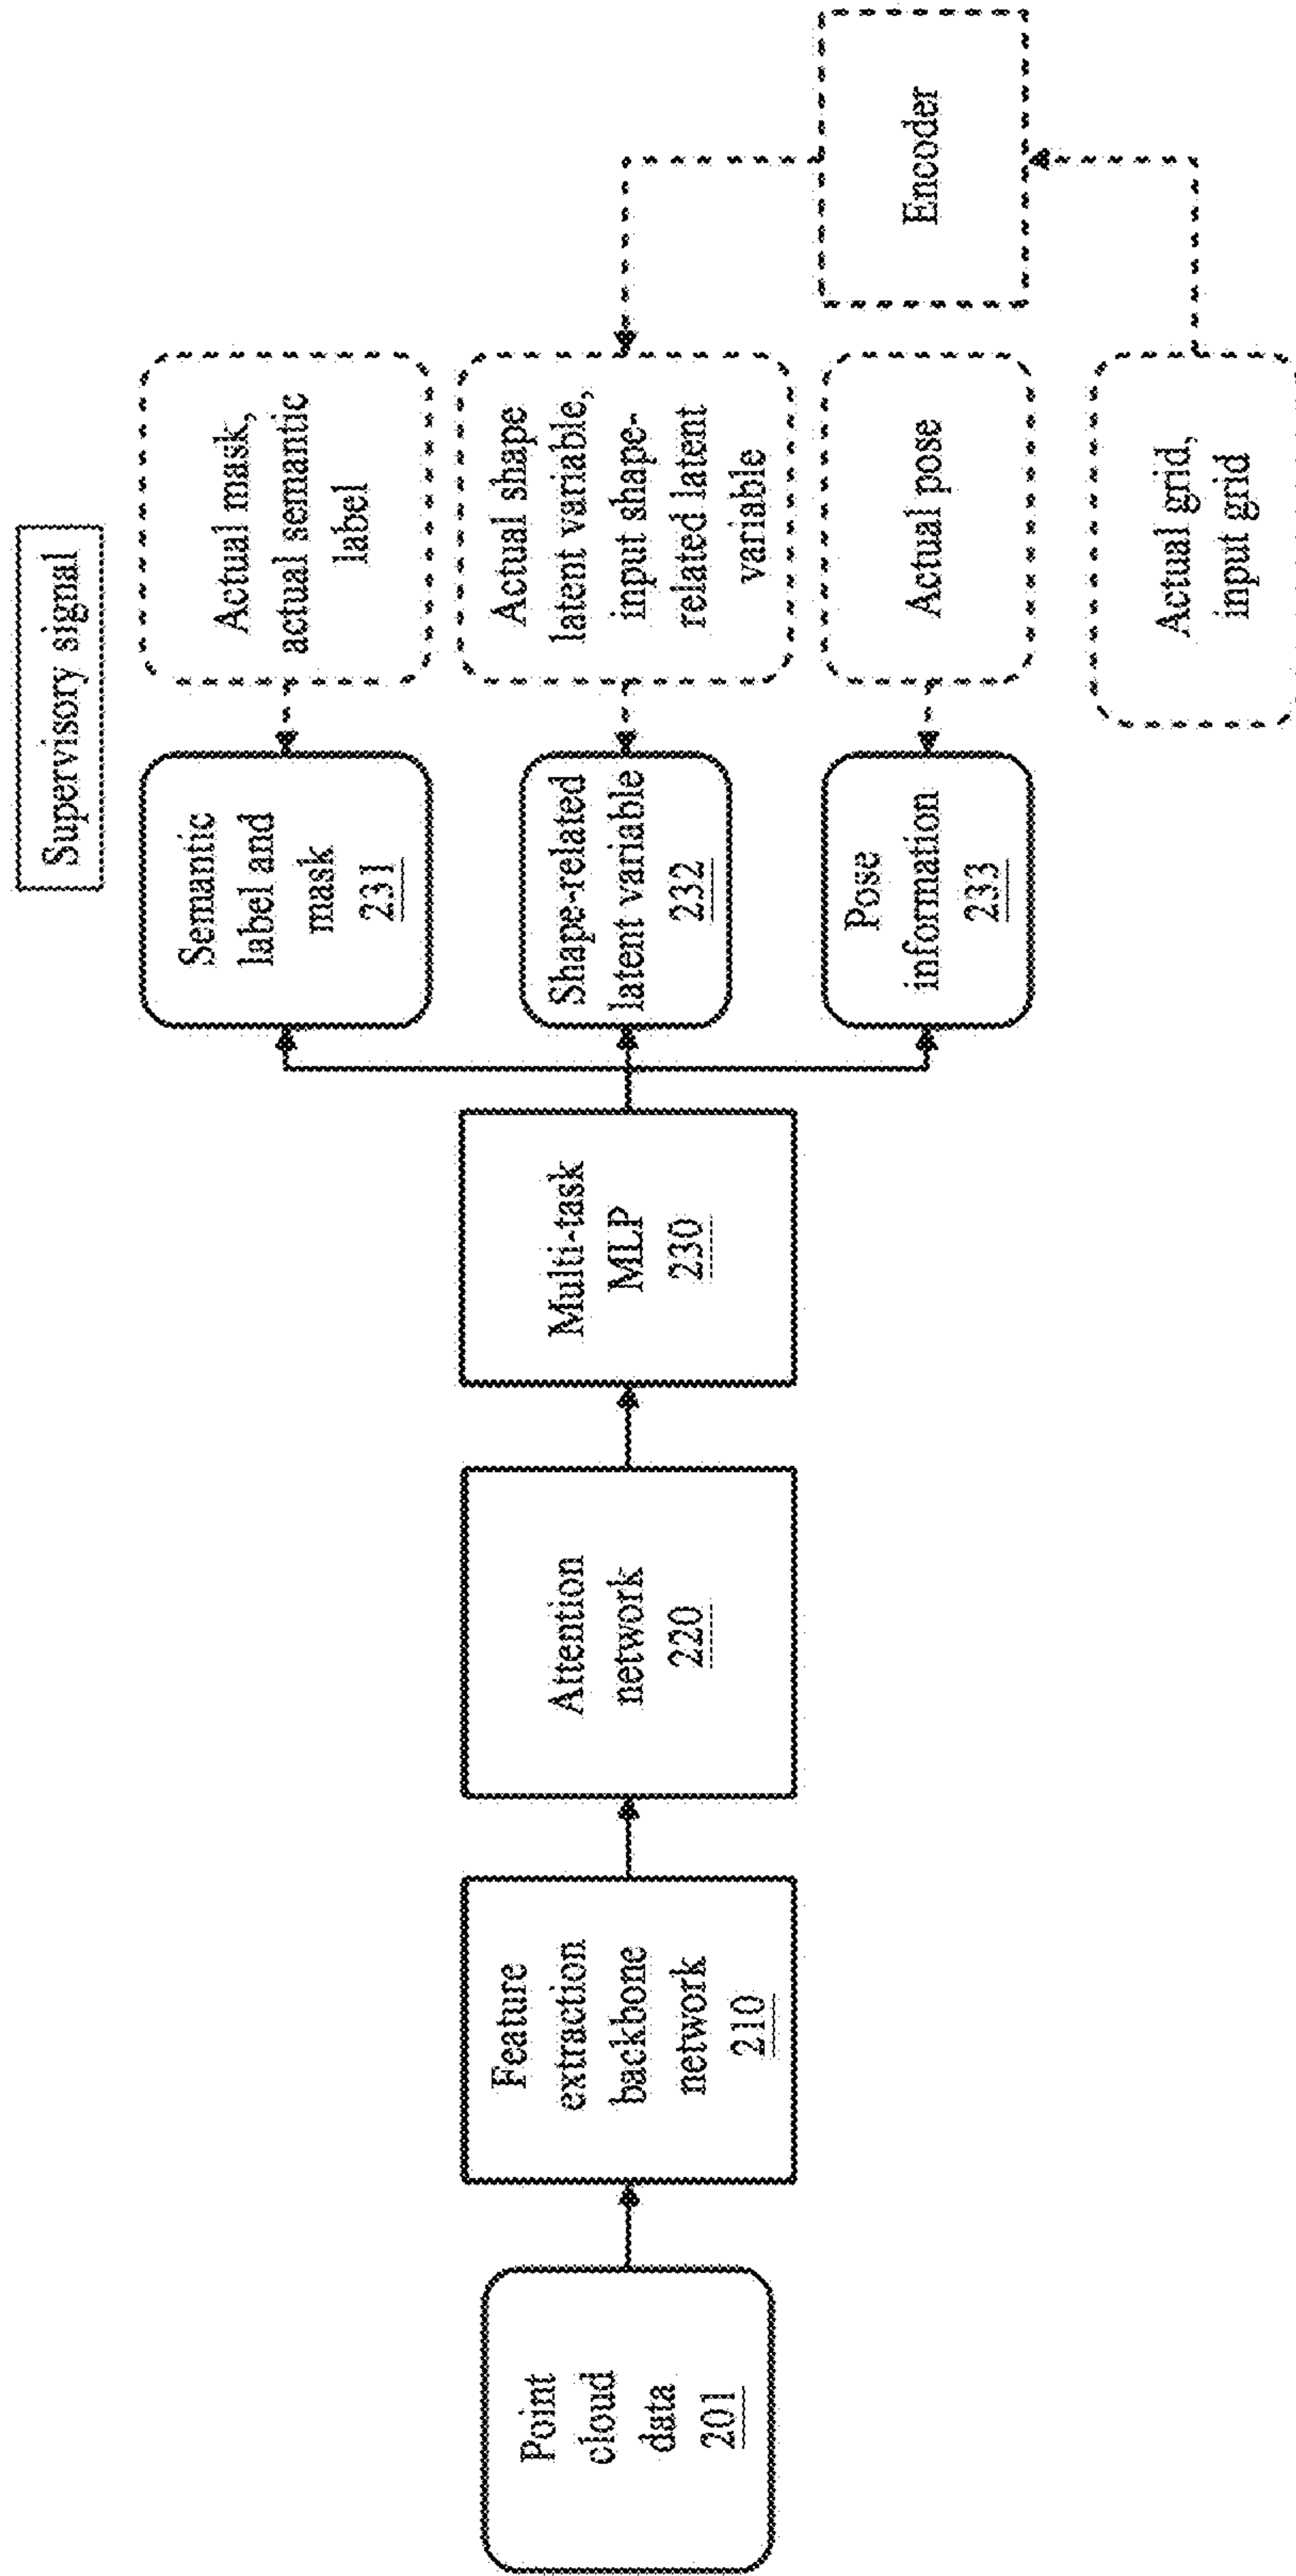 Supervisory signal
Point
cloud
data
201
Feature
extraction
backbone
network
210
Attention
network
220
Multi-task
MLP
230
Semantic
label and
mask
231
Shape-related
latent variable
232
Pose
information
233
Actual mask,
actual semantic
label
Actual shape
latent variable,
input shape-
related latent
variable
Actual pose
Actual grid,
input grid
Encoder